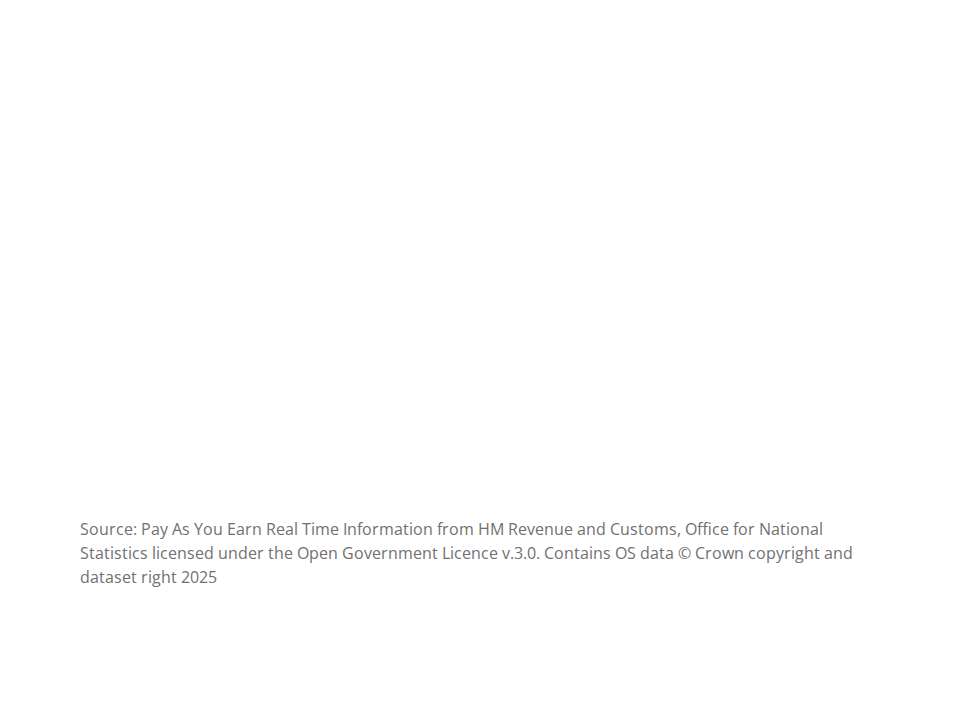 Source: Pay As You Earn Real Time Information from HM Revenue and Customs, Office for National
Statistics licensed under the Open Government Licence v.3.0. Contains OS data © Crown copyright and
dataset right 2025